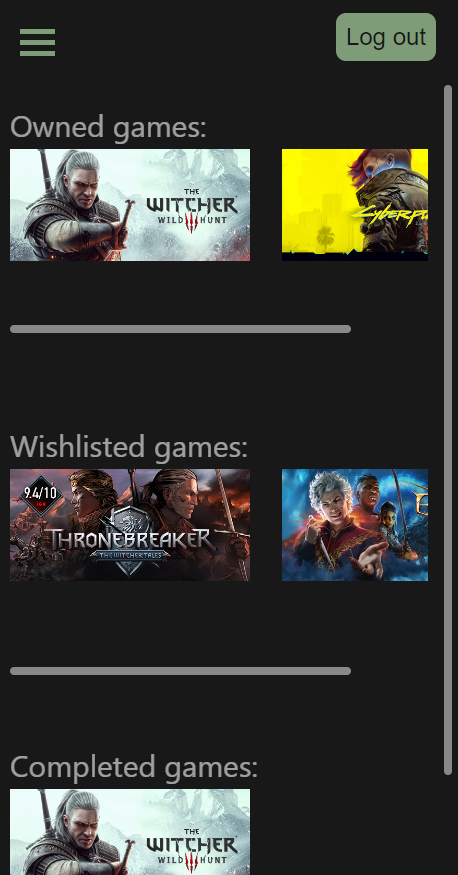 Log out
Owned games:
THE
WITCHER
WILD HUNT
Wishlisted games:
9.4/10
IGN
THRONEBREAKER
THE WITCHER TALES
Completed games:
THE
WITCHER
WILD HUNT